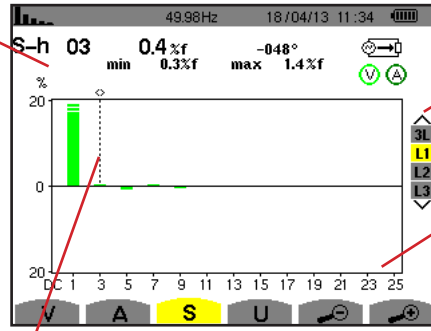 49.98Hz 18/04/13 11:34
S-h 03 0.4 %f -048°
min 0.3%f max 1.4%f
V A
%
20
0
20
3L
L1
L2
L3
DC 1 3 5 7 9 11 13 15 17 19 21 23 25
V A S U